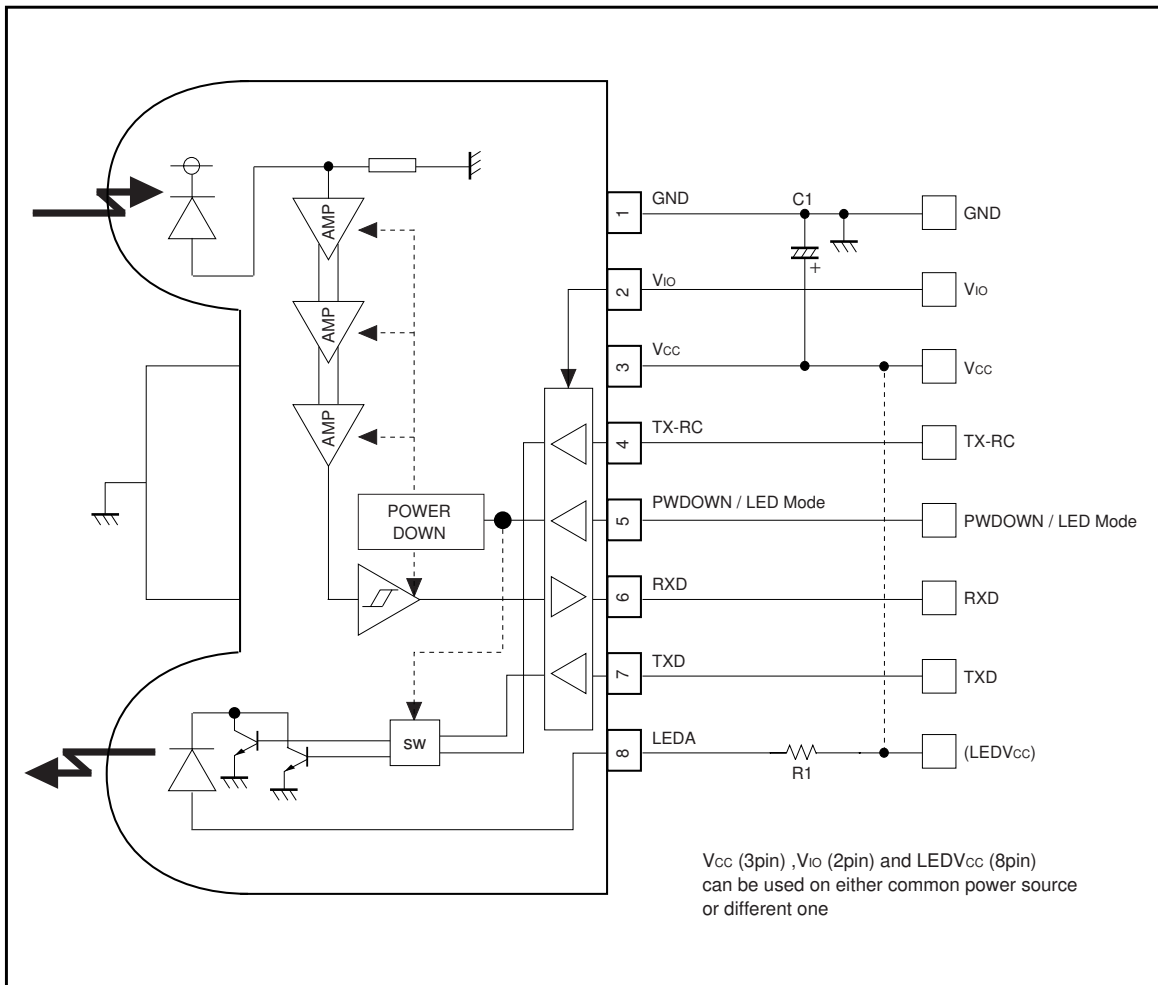 AMP
AMP
AMP
POWER
DOWN
SW
1
GND
C1
+
GND
2
VIO
VIO
3
VCC
VCC
4
TX-RC
TX-RC
5
PWDOWN / LED Mode
PWDOWN / LED Mode
6
RXD
RXD
7
TXD
TXD
8
LEDA
R1
(LEDVCC)
VCC (3pin) ,VIO (2pin) and LEDVCC (8pin)
can be used on either common power source
or different one